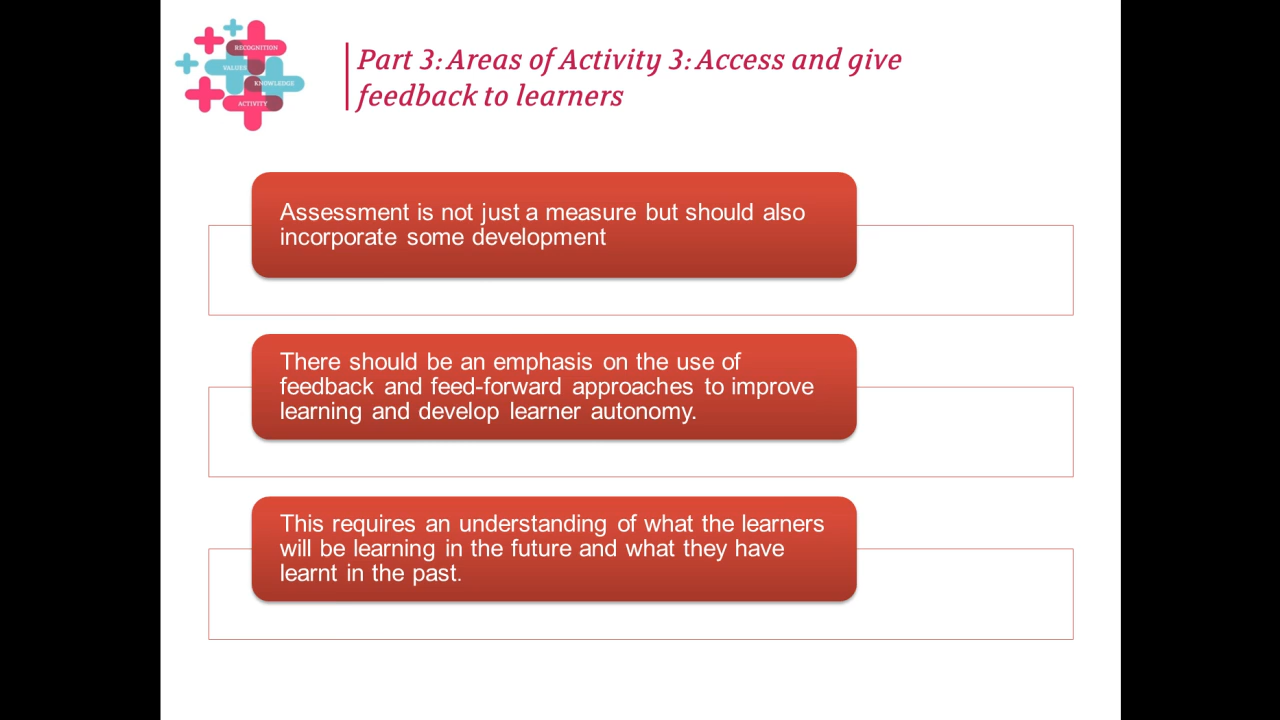 RECOGNITION
VALUES
KNOWLEDGE
ACTIVITY
Part 3: Areas of Activity 3: Access and give
feedback to learners
Assessment is not just a measure but should also
incorporate some development
There should be an emphasis on the use of
feedback and feed-forward approaches to improve
learning and develop learner autonomy.
This requires an understanding of what the learners
will be learning in the future and what they have
learnt in the past.